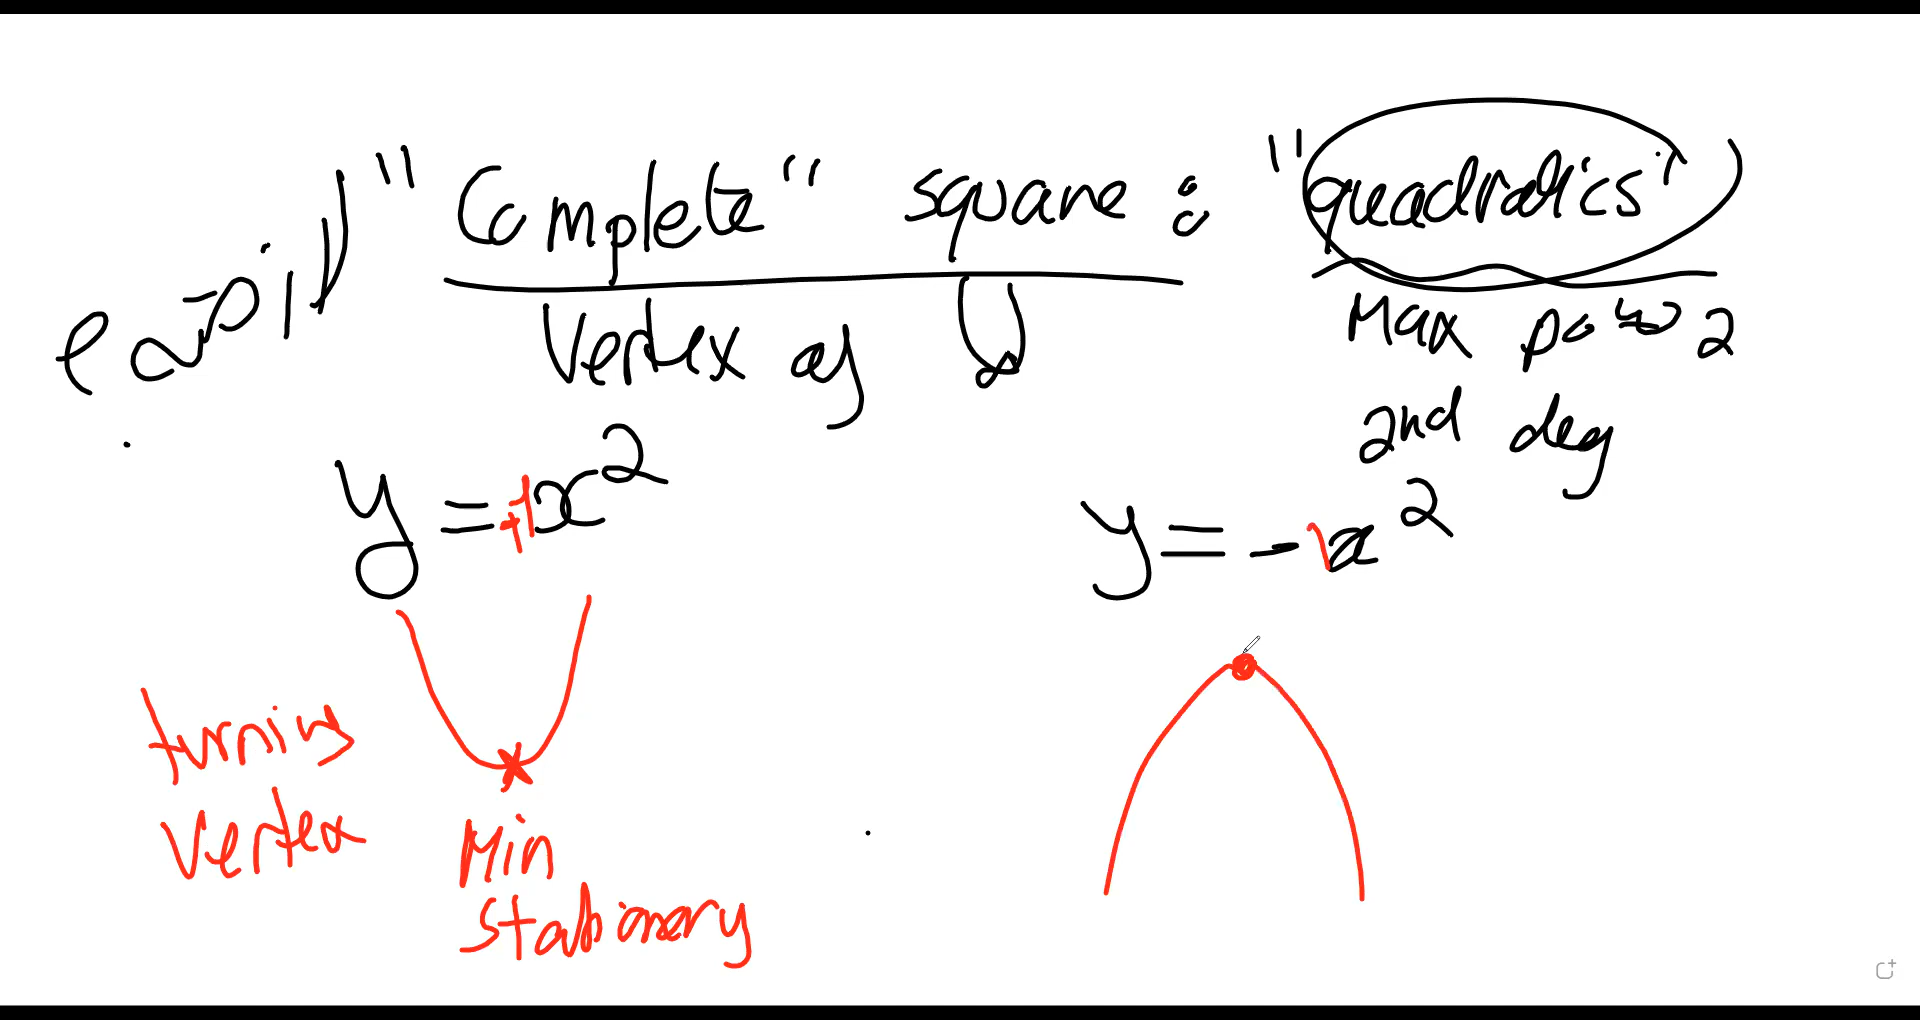 "Complete" square : "quadratics"
Vertex of
Max pow 2
2nd deg
y = +1x²
y = -1x²
turning
vertex
Min
stationary